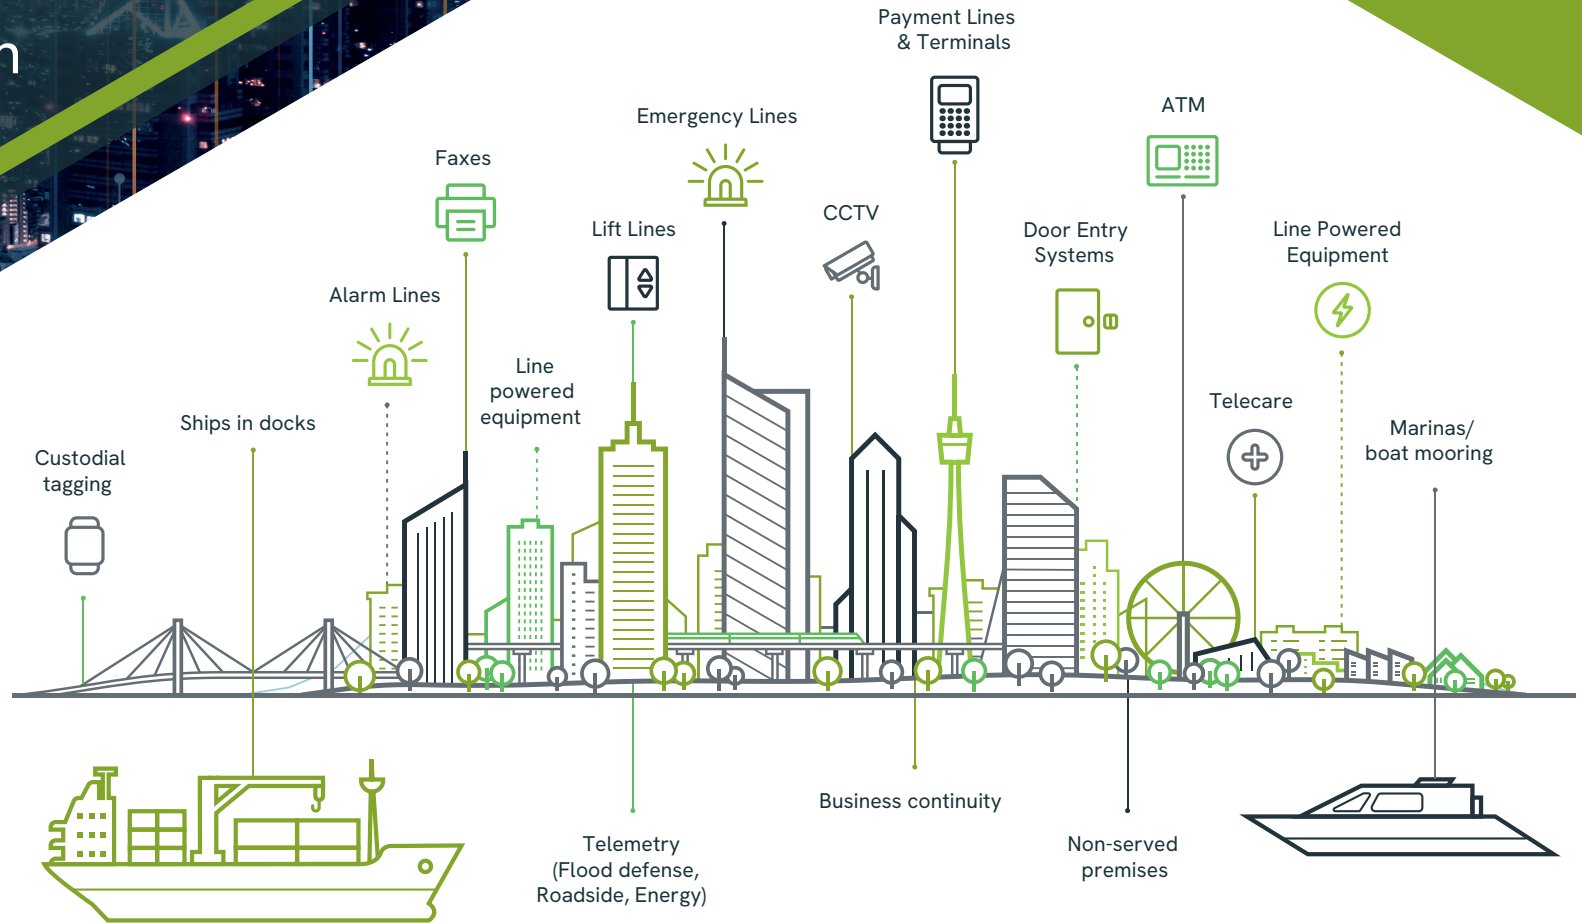 Payment Lines
& Terminals
ATM
Emergency Lines
Faxes
CCTV
Lift Lines
Door Entry
Systems
Line Powered
Equipment
Alarm Lines
Line
powered
equipment
Telecare
Ships in docks
Marinas/
boat mooring
Custodial
tagging
Business continuity
Telemetry
(Flood defense,
Roadside, Energy)
Non-served
premises